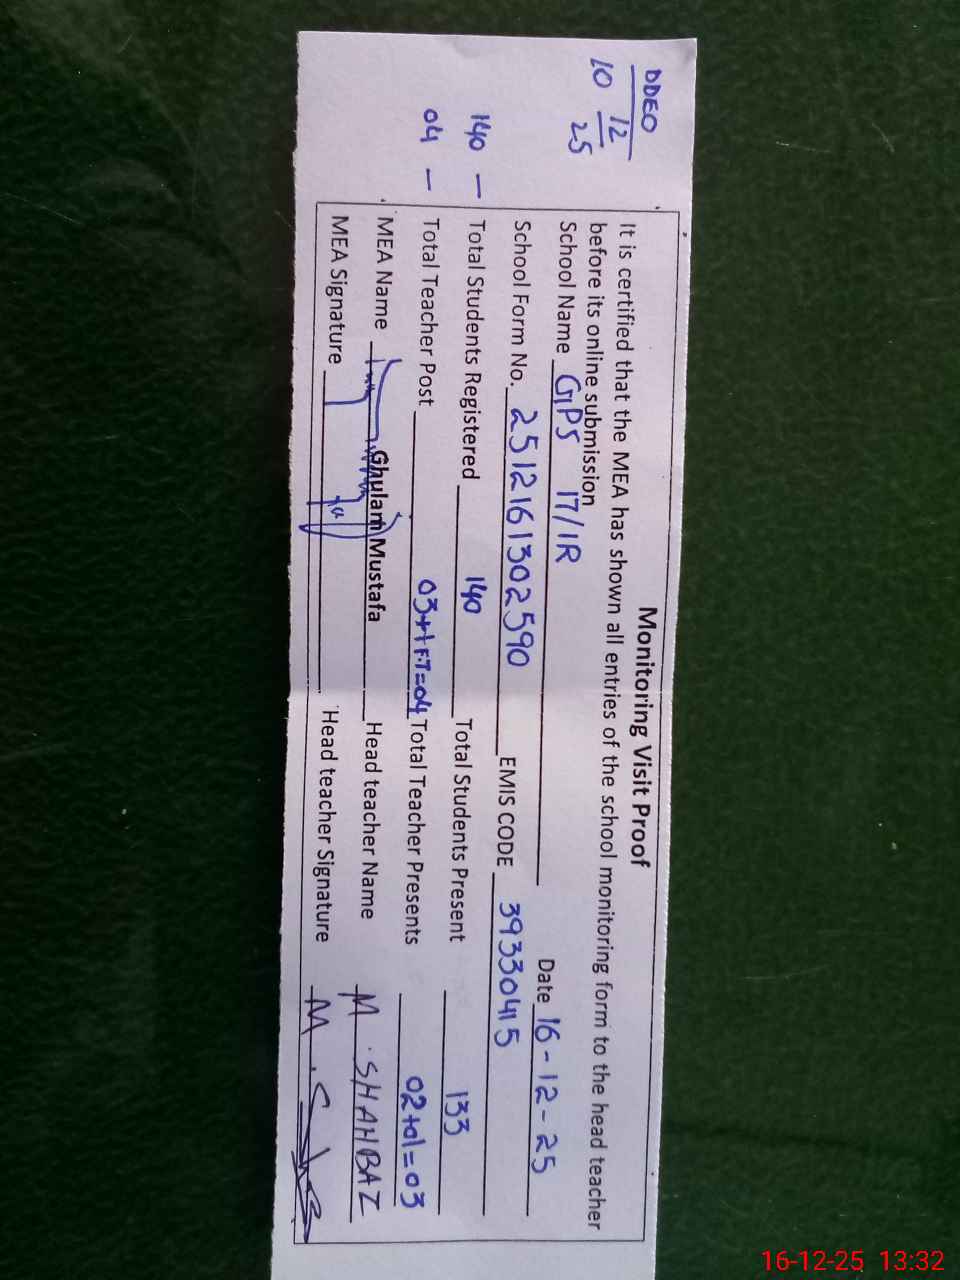 DDEO
10 12
25
140 —
04 —
Monitoring Visit Proof
It is certified that the MEA has shown all entries of the school monitoring form to the head teacher
before its online submission
School Name GPS 17/1R Date 16-12-25
School Form No. 251216130 2590 EMIS CODE 39330415
Total Students Registered 140 Total Students Present 133
Total Teacher Post 03+1 F.T=04 Total Teacher Presents 02+01=03
MEA Name Ghulam Mustafa Head teacher Name M. SHAHBAZ
MEA Signature Head teacher Signature
16-12-25 13:32